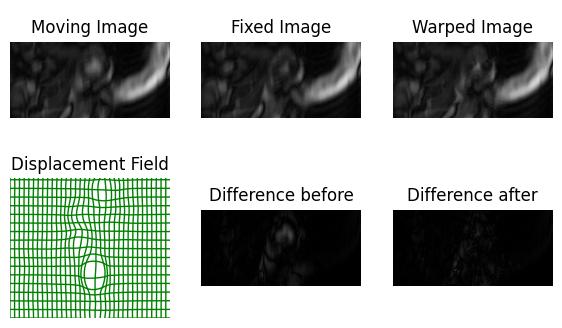 Moving Image
Fixed Image
Warped Image
Displacement Field
Difference before
Difference after